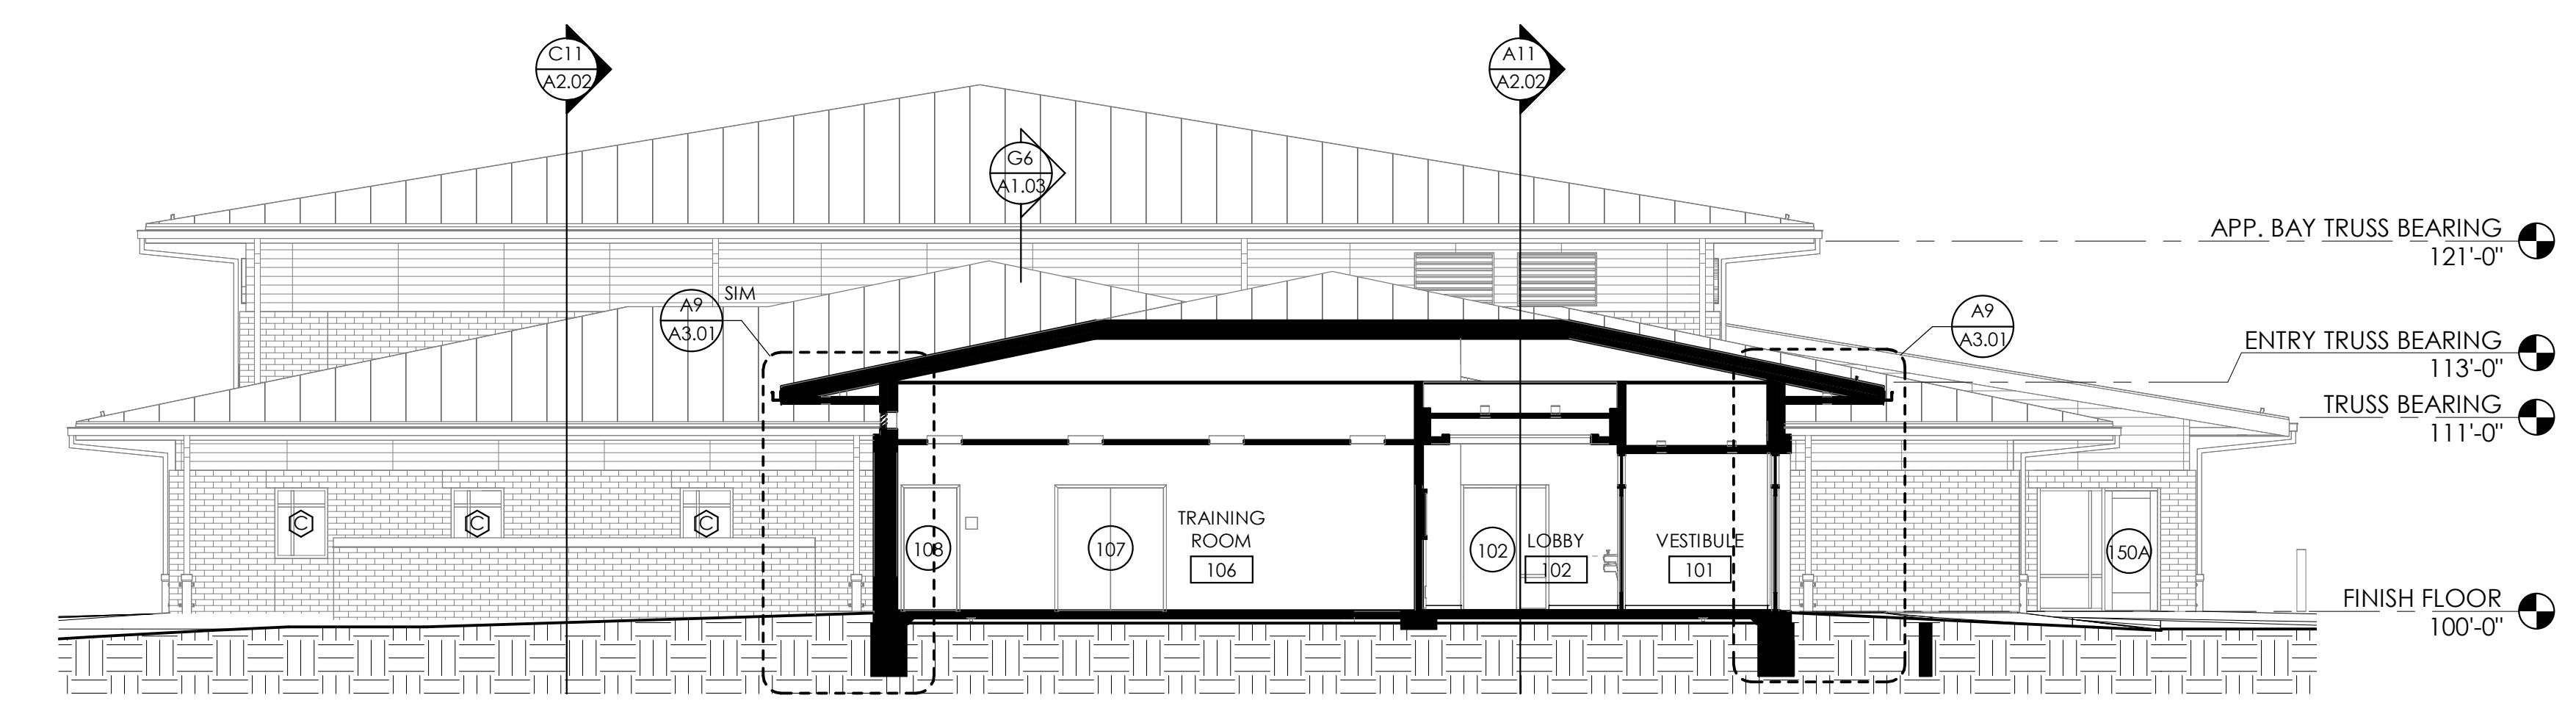 C11
A2.02
A11
A2.02
G6
A1.03
APP. BAY TRUSS BEARING
121'-0"
A9
A3.01
SIM
A9
A3.01
ENTRY TRUSS BEARING
113'-0"
TRUSS BEARING
111'-0"
C
C
C
108
107
TRAINING
ROOM
106
102
LOBBY
102
VESTIBULE
101
150A
FINISH FLOOR
100'-0"